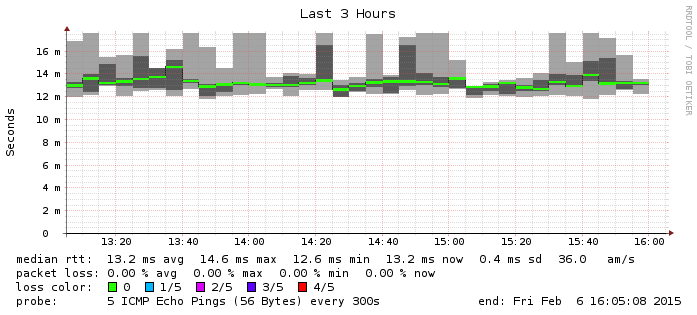 Last 3 Hours
RRDTOOL / TOBI OETIKER
Seconds
16 m
14 m
12 m
10 m
8 m
6 m
4 m
2 m
0
13:20 13:40 14:00 14:20 14:40 15:00 15:20 15:40 16:00
median rtt: 13.2 ms avg 14.6 ms max 12.6 ms min 13.2 ms now 0.4 ms sd 36.0 am/s
packet loss: 0.00 % avg 0.00 % max 0.00 % min 0.00 % now
loss color: 0 1/5 2/5 3/5 4/5
probe: 5 ICMP Echo Pings (56 Bytes) every 300s end: Fri Feb 6 16:05:08 2015